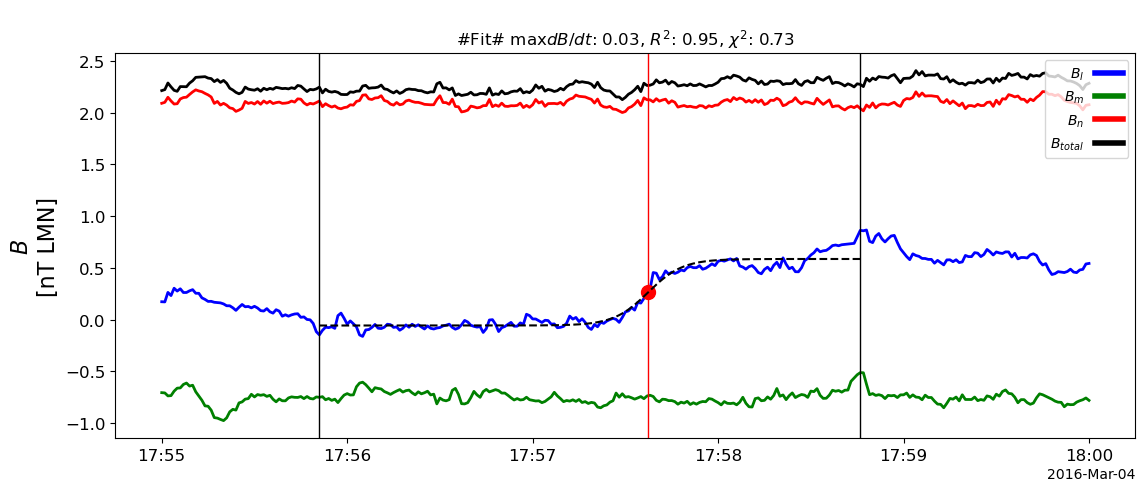 #Fit# maxdB/dt: 0.03, R²: 0.95, χ²: 0.73
B
[nT LMN]
2.5
2.0
1.5
1.0
0.5
0.0
−0.5
−1.0
B_l
B_m
B_n
B_total
17:55
17:56
17:57
17:58
17:59
18:00
2016-Mar-04